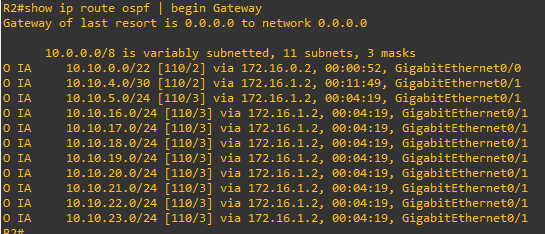 R2#show ip route ospf | begin Gateway
Gateway of last resort is 0.0.0.0 to network 0.0.0.0
10.0.0.0/8 is variably subnetted, 11 subnets, 3 masks
O IA 10.10.0.0/22 [110/2] via 172.16.0.2, 00:00:52, GigabitEthernet0/0
O IA 10.10.4.0/30 [110/2] via 172.16.1.2, 00:11:49, GigabitEthernet0/1
O IA 10.10.5.0/24 [110/3] via 172.16.1.2, 00:04:19, GigabitEthernet0/1
O IA 10.10.16.0/24 [110/3] via 172.16.1.2, 00:04:19, GigabitEthernet0/1
O IA 10.10.17.0/24 [110/3] via 172.16.1.2, 00:04:19, GigabitEthernet0/1
O IA 10.10.18.0/24 [110/3] via 172.16.1.2, 00:04:19, GigabitEthernet0/1
O IA 10.10.19.0/24 [110/3] via 172.16.1.2, 00:04:19, GigabitEthernet0/1
O IA 10.10.20.0/24 [110/3] via 172.16.1.2, 00:04:19, GigabitEthernet0/1
O IA 10.10.21.0/24 [110/3] via 172.16.1.2, 00:04:19, GigabitEthernet0/1
O IA 10.10.22.0/24 [110/3] via 172.16.1.2, 00:04:19, GigabitEthernet0/1
O IA 10.10.23.0/24 [110/3] via 172.16.1.2, 00:04:19, GigabitEthernet0/1
R2#